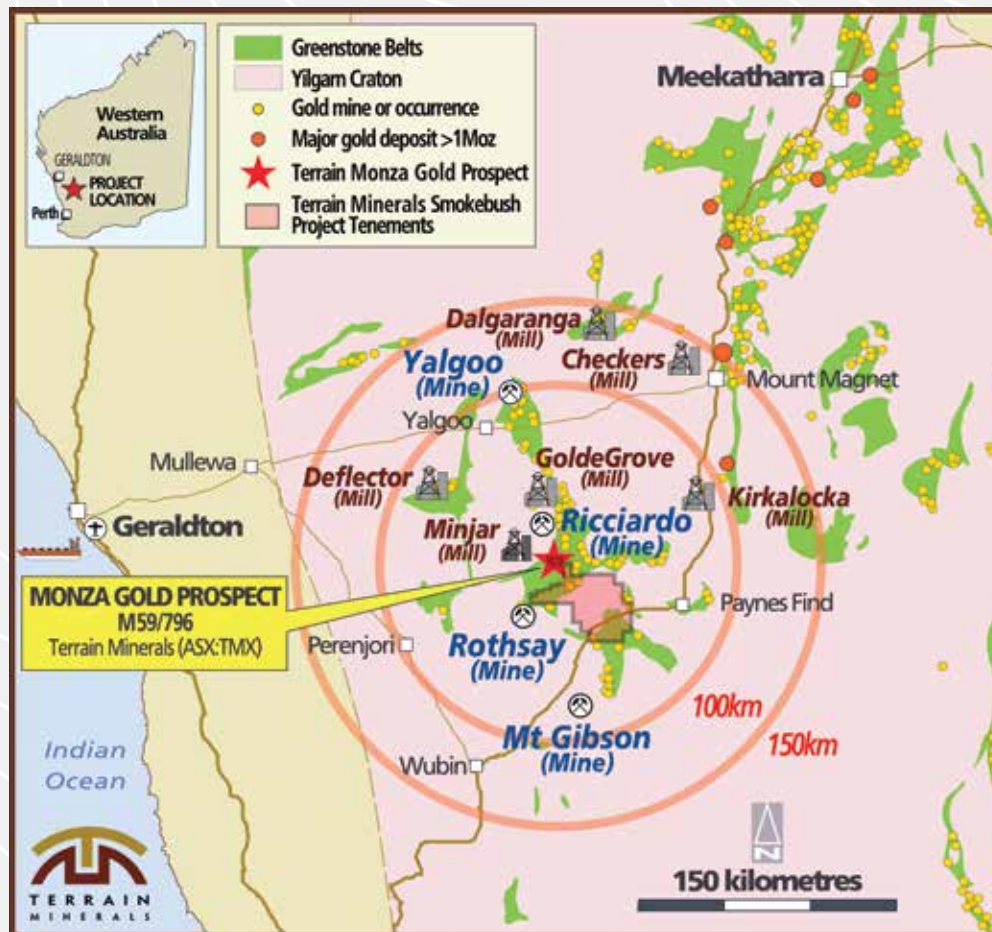 Western
Australia
GERALDTON
PROJECT
LOCATION
Perth
Greenstone Belts
Yilgarn Craton
Gold mine or occurrence
Major gold deposit >1Moz
Terrain Monza Gold Prospect
Terrain Minerals Smokebush
Project Tenements
Meekatharra
Dalgaranga
(Mill)
Checkers
(Mill)
Yalgoo
(Mine)
Mount Magnet
Yalgoo
Mullewa
Deflector
(Mill)
GoldeGrove
(Mill)
Kirkalocka
(Mill)
Geraldton
Minjar
(Mill)
Ricciardo
(Mine)
MONZA GOLD PROSPECT
M59/796
Terrain Minerals (ASX:TMX)
Paynes Find
Perenjori
Rothsay
(Mine)
100km
150km
Mt Gibson
(Mine)
Indian
Ocean
Wubin
N
150 kilometres
TERRAIN
MINERALS